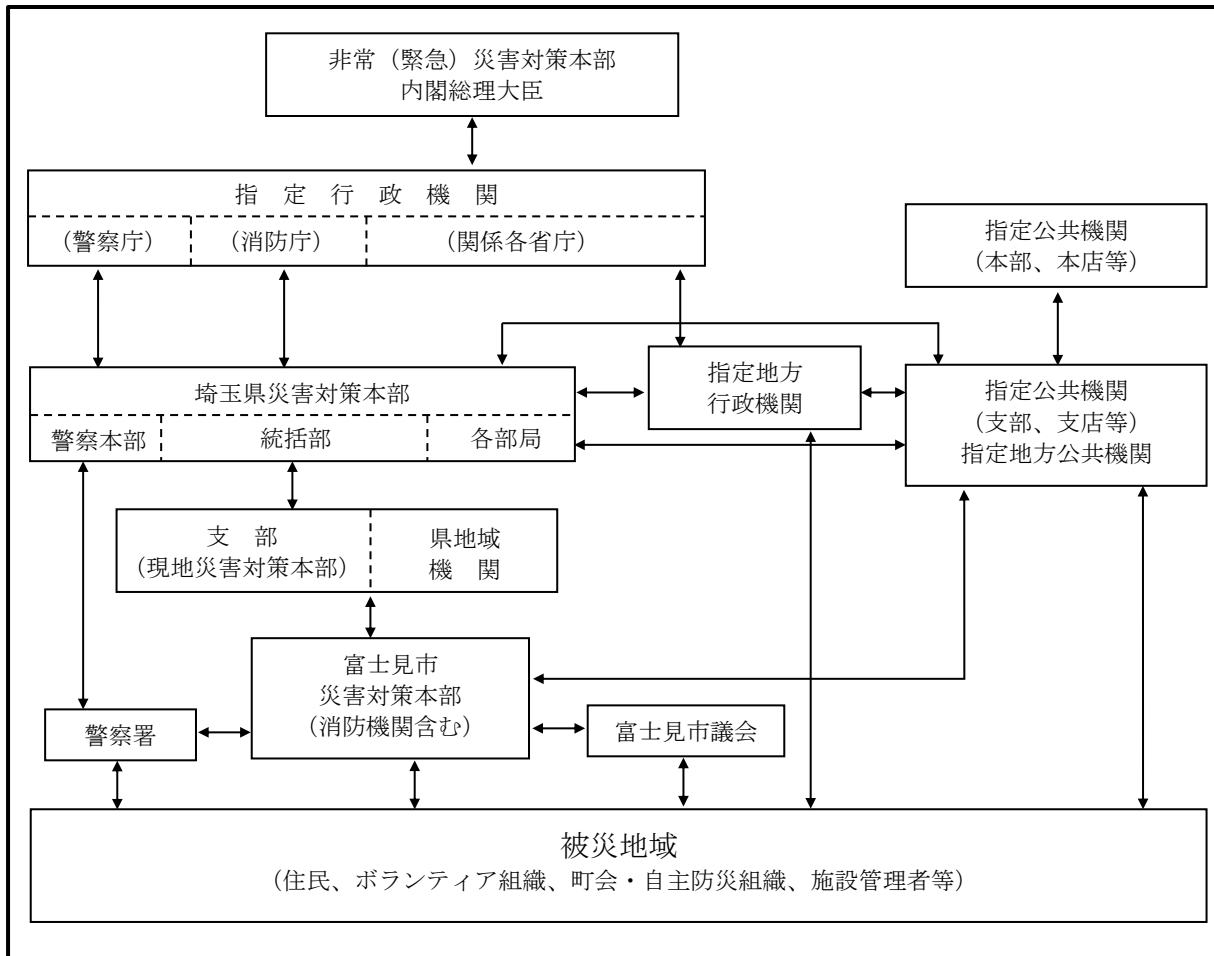 非常（緊急）災害対策本部
内閣総理大臣
指定行政機関
（警察庁）
（消防庁）
（関係各省庁）
指定公共機関
（本部、本店等）
埼玉県災害対策本部
警察本部
統括部
各部局
指定地方
行政機関
指定公共機関
（支部、支店等）
指定地方公共機関
支部
（現地災害対策本部）
県地域
機関
富士見市
災害対策本部
（消防機関含む）
警察署
富士見市議会
被災地域
（住民、ボランティア組織、町会・自主防災組織、施設管理者等）